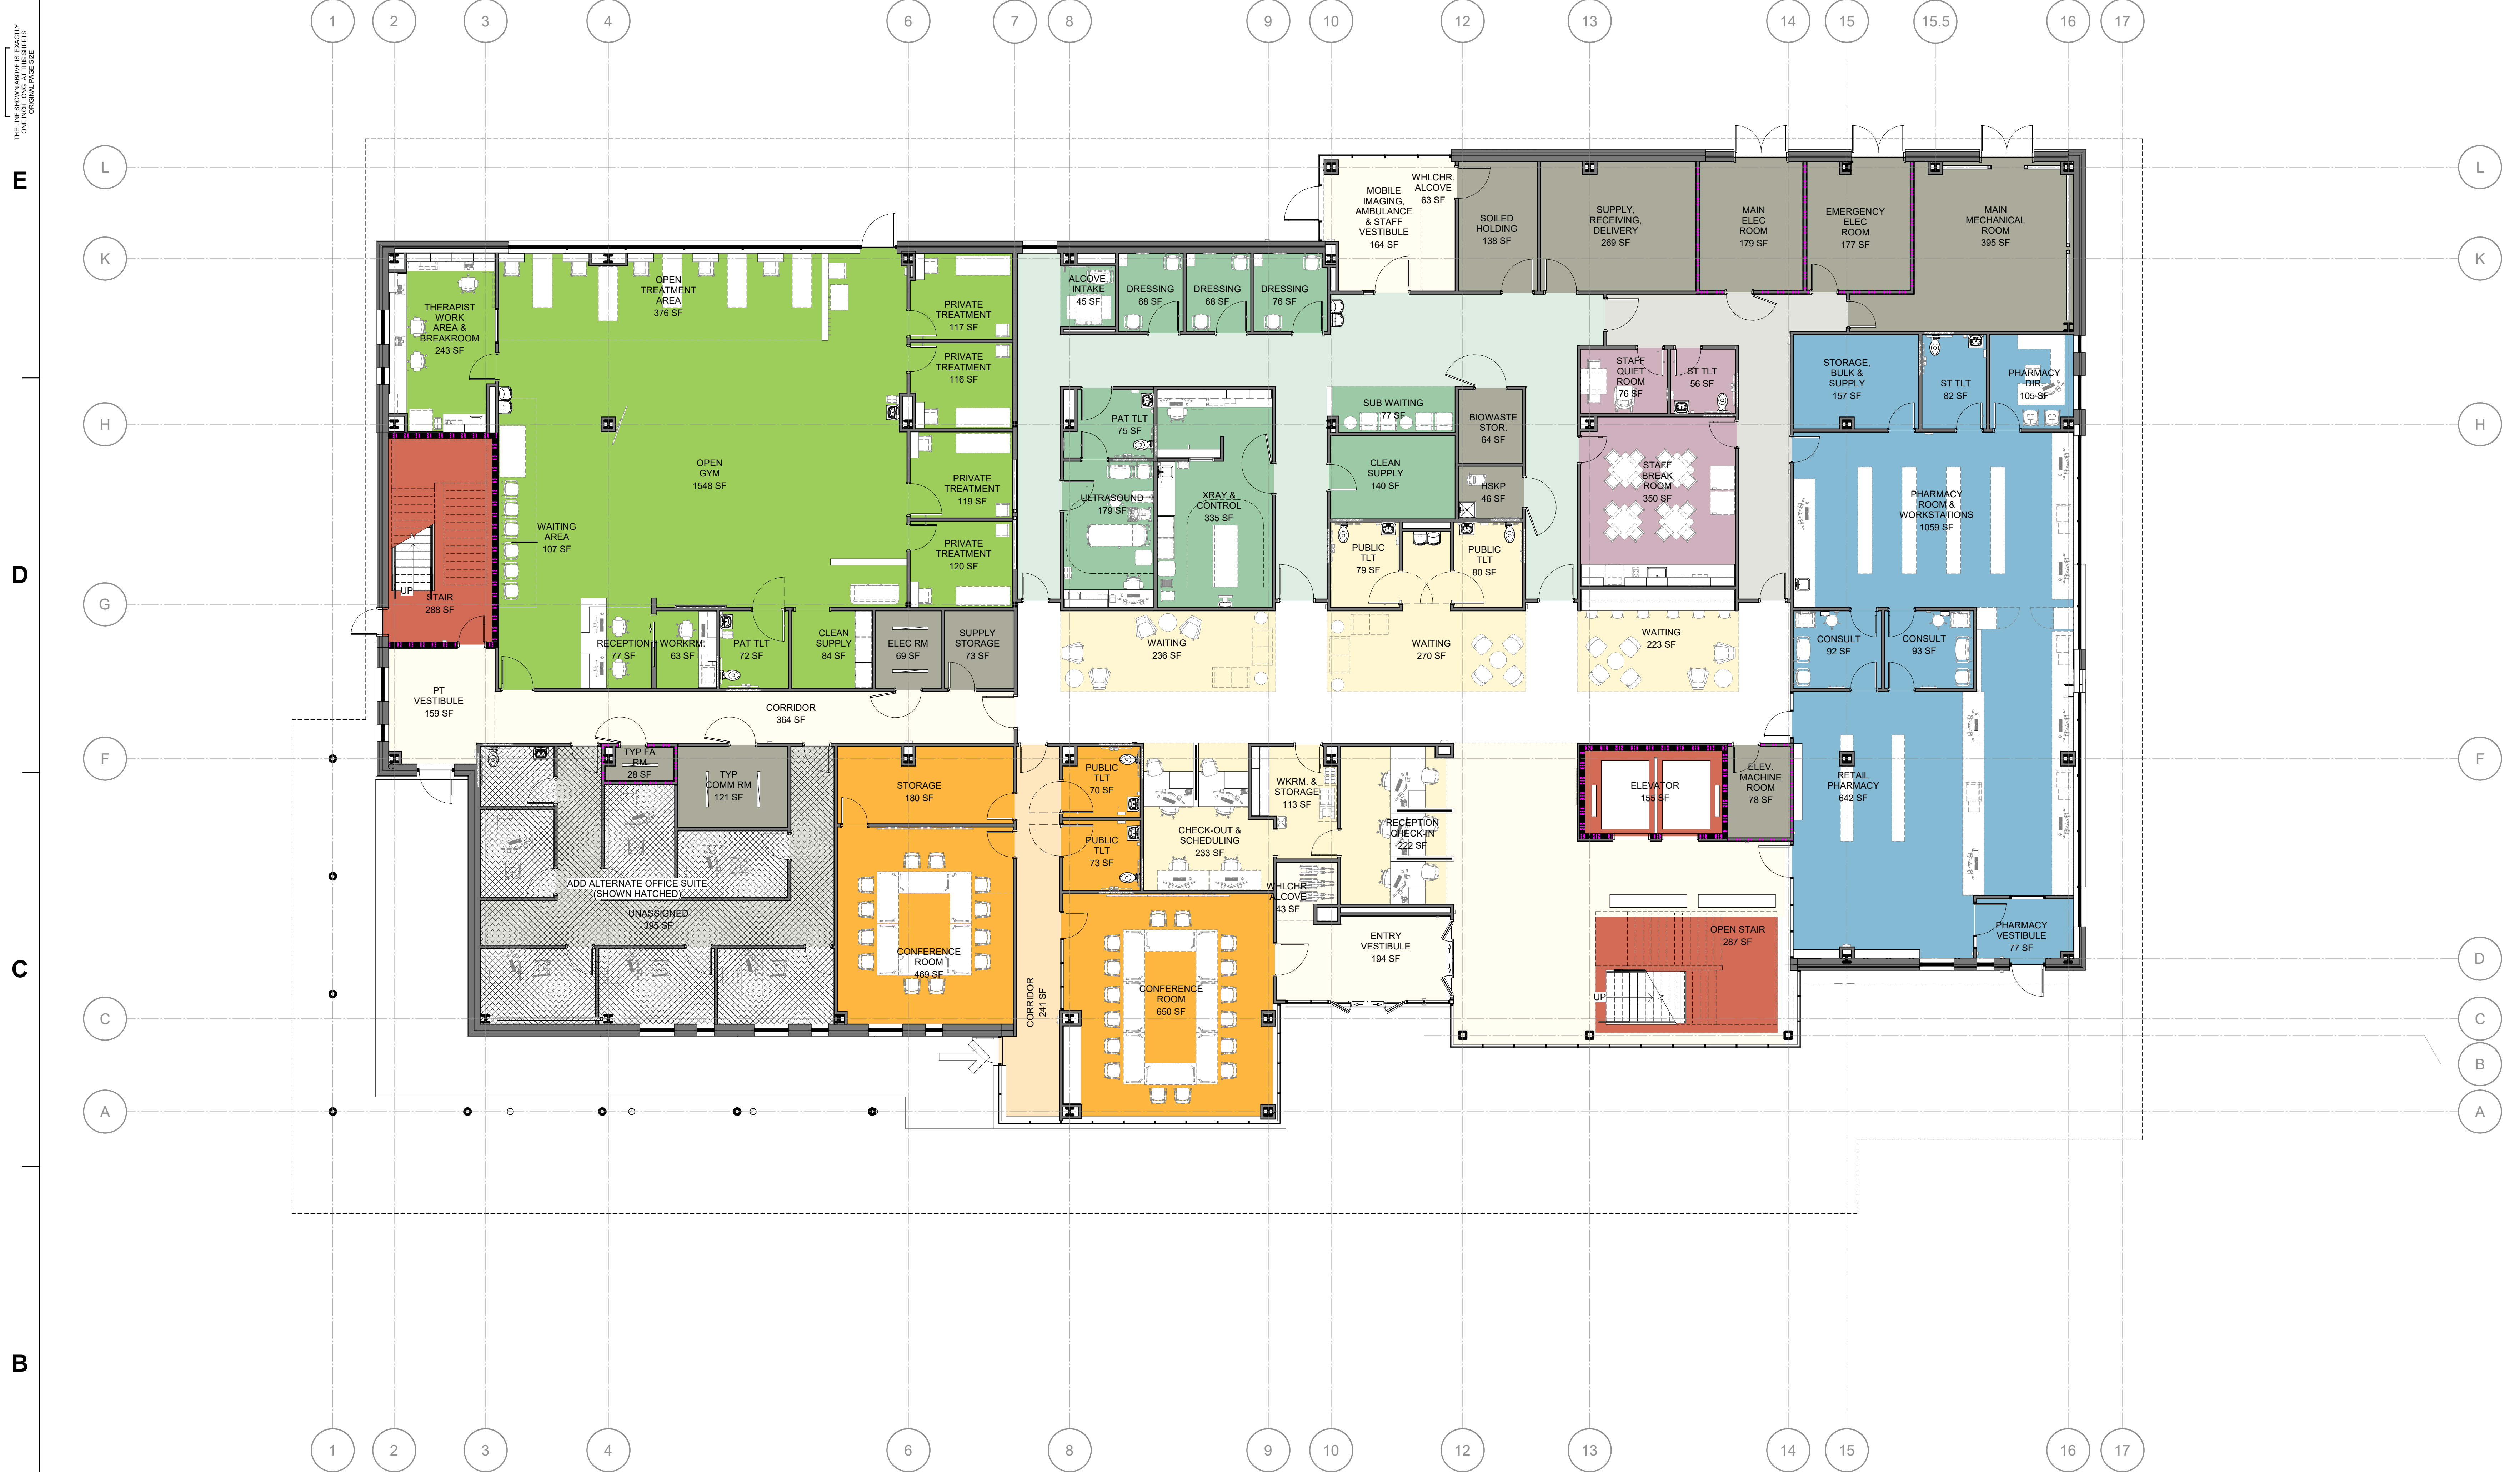 THE LINE SHOWN ABOVE IS EXACTLY
ONE INCH LONG AT THIS SHEETS
ORIGINAL PAGE SIZE
1
2
3
4
6
7
8
9
10
12
13
14
15
15.5
16
17
E
D
C
B
L
K
H
G
F
C
A
L
K
H
F
D
C
B
A
THERAPIST
WORK
AREA &
BREAKROOM
243 SF
OPEN
TREATMENT
AREA
376 SF
PRIVATE
TREATMENT
117 SF
PRIVATE
TREATMENT
116 SF
PRIVATE
TREATMENT
119 SF
PRIVATE
TREATMENT
120 SF
OPEN
GYM
1548 SF
WAITING
AREA
107 SF
UP
STAIR
288 SF
RECEPTION
77 SF
WORKRM.
63 SF
PAT TLT
72 SF
CLEAN
SUPPLY
84 SF
ELEC RM
69 SF
SUPPLY
STORAGE
73 SF
PT
VESTIBULE
159 SF
CORRIDOR
364 SF
ALCOVE
INTAKE
45 SF
DRESSING
68 SF
DRESSING
68 SF
DRESSING
76 SF
MOBILE
IMAGING,
AMBULANCE
& STAFF
VESTIBULE
164 SF
WHLCHR.
ALCOVE
63 SF
SOILED
HOLDING
138 SF
SUPPLY,
RECEIVING,
DELIVERY
269 SF
MAIN
ELEC
ROOM
179 SF
EMERGENCY
ELEC
ROOM
177 SF
MAIN
MECHANICAL
ROOM
395 SF
PAT TLT
75 SF
ULTRASOUND
179 SF
XRAY &
CONTROL
335 SF
SUB WAITING
77 SF
CLEAN
SUPPLY
140 SF
BIOWASTE
STOR.
64 SF
HSKP
46 SF
PUBLIC
TLT
79 SF
PUBLIC
TLT
80 SF
STAFF
QUIET
ROOM
76 SF
ST TLT
56 SF
STAFF
BREAK
ROOM
350 SF
STORAGE,
BULK &
SUPPLY
157 SF
ST TLT
82 SF
PHARMACY
DIR.
105 SF
PHARMACY
ROOM &
WORKSTATIONS
1059 SF
CONSULT
92 SF
CONSULT
93 SF
WAITING
236 SF
WAITING
270 SF
WAITING
223 SF
TYP FA
RM
28 SF
TYP
COMM RM
121 SF
STORAGE
180 SF
PUBLIC
TLT
70 SF
PUBLIC
TLT
73 SF
CHECK-OUT &
SCHEDULING
233 SF
WKRM. &
STORAGE
113 SF
RECEPTION
CHECK-IN
222 SF
ELEVATOR
155 SF
ELEV.
MACHINE
ROOM
78 SF
RETAIL
PHARMACY
642 SF
ADD ALTERNATE OFFICE SUITE
(SHOWN HATCHED)
UNASSIGNED
395 SF
CONFERENCE
ROOM
469 SF
CORRIDOR
241 SF
CONFERENCE
ROOM
650 SF
WHLCHR.
ALCOVE
43 SF
ENTRY
VESTIBULE
194 SF
OPEN STAIR
287 SF
UP
PHARMACY
VESTIBULE
77 SF
1
2
3
4
6
8
9
10
12
13
14
15
16
17